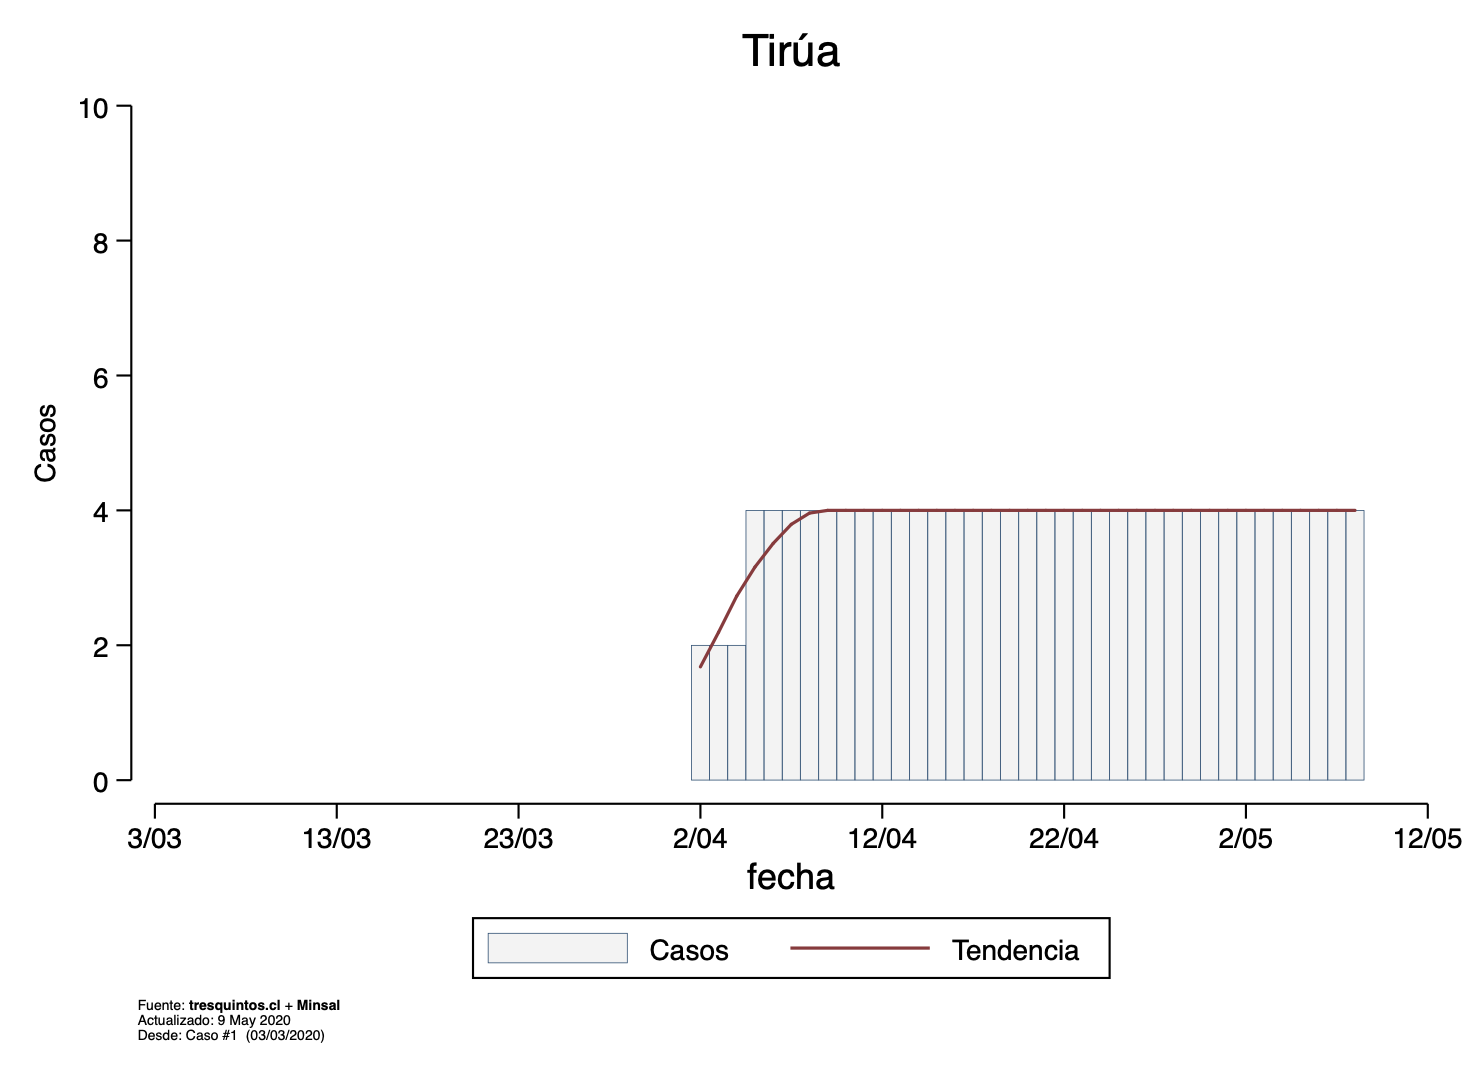 Tirúa
10
8
6
4
2
0
Casos
3/03 13/03 23/03 2/04 12/04 22/04 2/05 12/05
fecha
Casos Tendencia
Fuente: tresquintos.cl + Minsal
Actualizado: 9 May 2020
Desde: Caso #1 (03/03/2020)